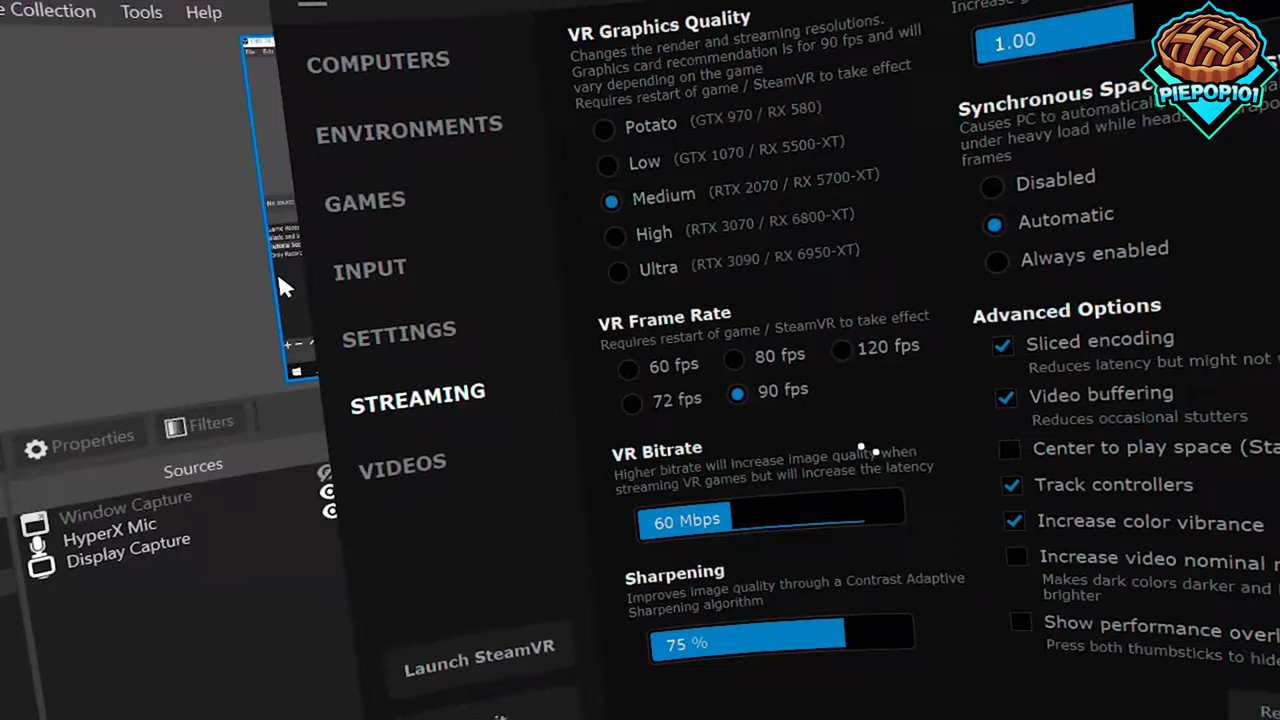 e Collection Tools Help
Properties
Filters
Sources
Window Capture
HyperX Mic
Display Capture
COMPUTERS
ENVIRONMENTS
GAMES
INPUT
SETTINGS
STREAMING
VIDEOS
Launch SteamVR
VR Graphics Quality
Changes the render and streaming resolutions.
Graphics card recommendation is for 90 fps and will
vary depending on the game
Requires restart of game / SteamVR to take effect
Potato (GTX 970 / RX 580)
Low (GTX 1070 / RX 5500-XT)
Medium (RTX 2070 / RX 5700-XT)
High (RTX 3070 / RX 6800-XT)
Ultra (RTX 3090 / RX 6950-XT)
VR Frame Rate
Requires restart of game / SteamVR to take effect
60 fps 80 fps 120 fps
72 fps 90 fps
VR Bitrate
Higher bitrate will increase image quality when
streaming VR games but will increase the latency
60 Mbps
Sharpening
Improves image quality through a Contrast Adaptive
Sharpening algorithm
75 %
1.00
Synchronous Spac
Causes PC to automatical
under heavy load while heads
frames
Disabled
Automatic
Always enabled
Advanced Options
Sliced encoding
Reduces latency but might not
Video buffering
Reduces occasional stutters
Center to play space (Sta
Track controllers
Increase color vibrance
Increase video nominal r
Makes dark colors darker and
brighter
Show performance overl
Press both thumbsticks to hide
Re
PIEPOP101